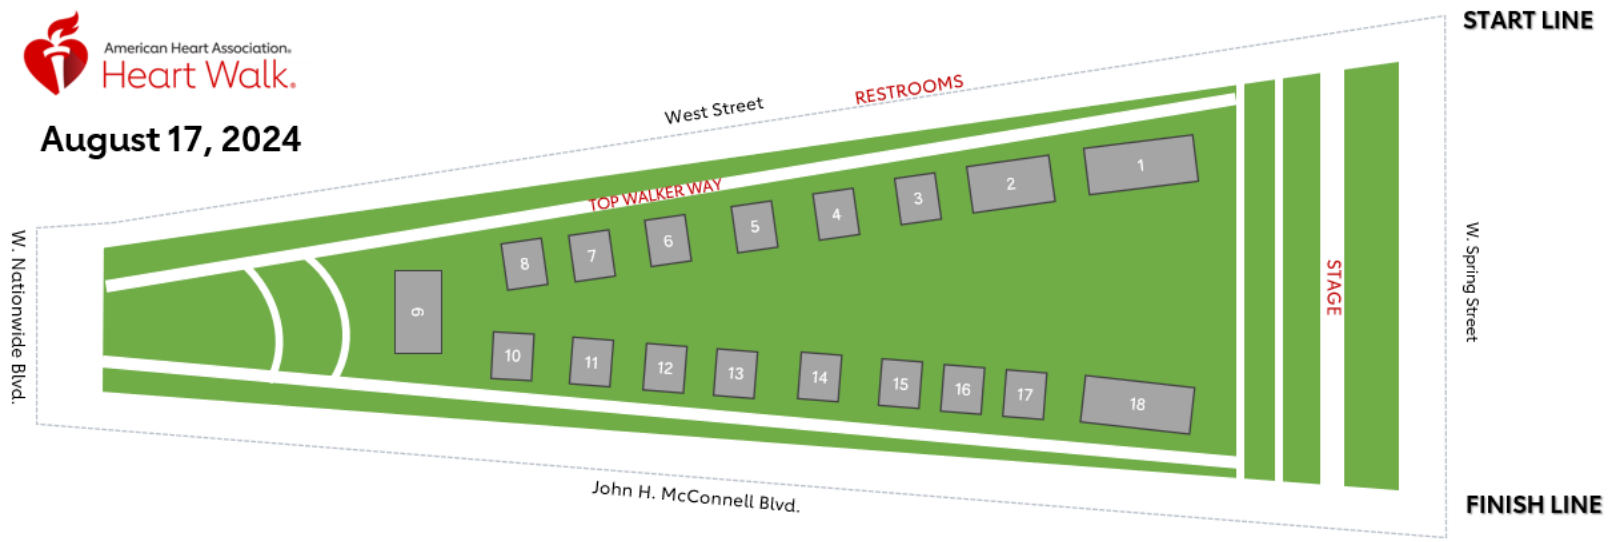 American Heart Association®
Heart Walk®
August 17, 2024
START LINE
West Street
RESTROOMS
TOP WALKER WAY
1
2
3
4
5
6
7
8
9
10
11
12
13
14
15
16
17
18
W. Nationwide Blvd.
STAGE
W. Spring Street
John H. McConnell Blvd.
FINISH LINE